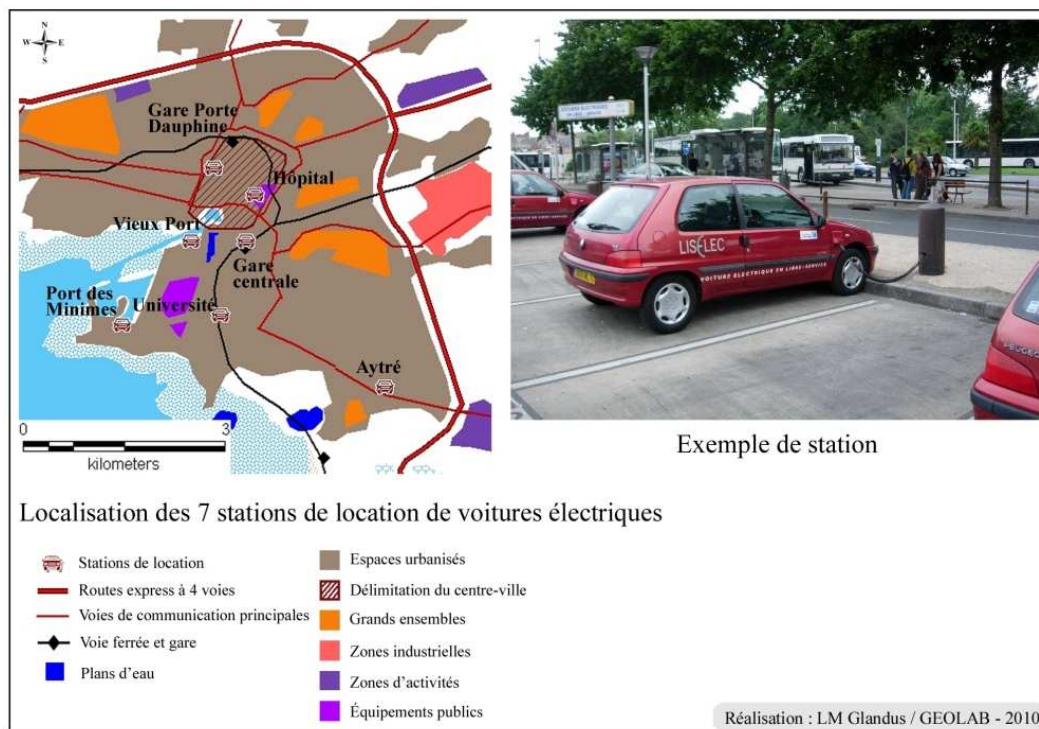 N
W E
S
Gare Porte
Dauphine
Hôpital
Vieux Port
Gare
centrale
Port des
Minimes
Université
Aytré
0 3
kilometers
LISELEC
VOITURE ELECTRIQUE EN LIBRE-SERVICE
PEUGEOT
Exemple de station
Localisation des 7 stations de location de voitures électriques
Stations de location
Routes express à 4 voies
Voies de communication principales
Voie ferrée et gare
Plans d'eau
Espaces urbanisés
Délimitation du centre-ville
Grands ensembles
Zones industrielles
Zones d'activités
Équipements publics
Réalisation : LM Glandus / GEOLAB - 2010